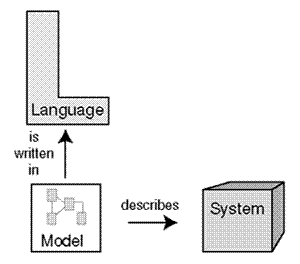 Language
is
written
in
describes
System
Model